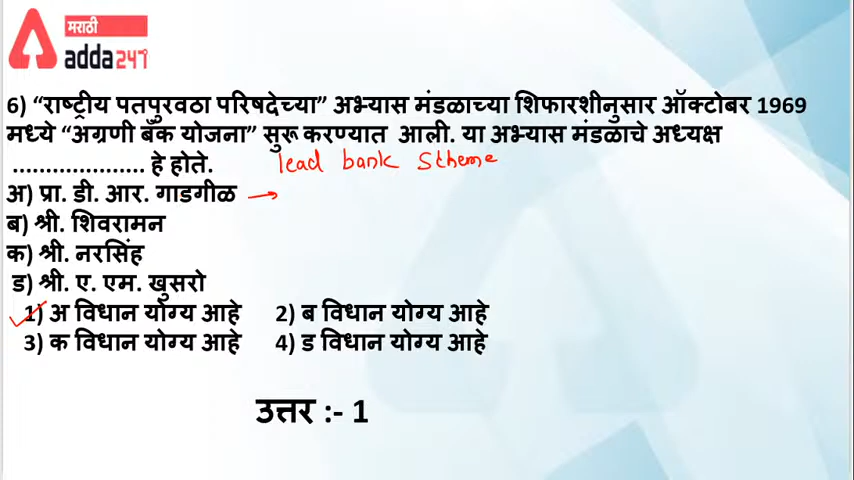 मराठी
adda247
6) “राष्ट्रीय पतपुरवठा परिषदेच्या” अभ्यास मंडळाच्या शिफारशीनुसार ऑक्टोबर 1969
मध्ये “अग्रणी बँक योजना” सुरू करण्यात आली. या अभ्यास मंडळाचे अध्यक्ष
.................... हे होते.
lead bank Stheme
अ) प्रा. डी. आर. गाडगीळ
ब) श्री. शिवरामन
क) श्री. नरसिंह
ड) श्री. ए. एम. खुसरो
1) अ विधान योग्य आहे 2) ब विधान योग्य आहे
3) क विधान योग्य आहे 4) ड विधान योग्य आहे
उत्तर :- 1